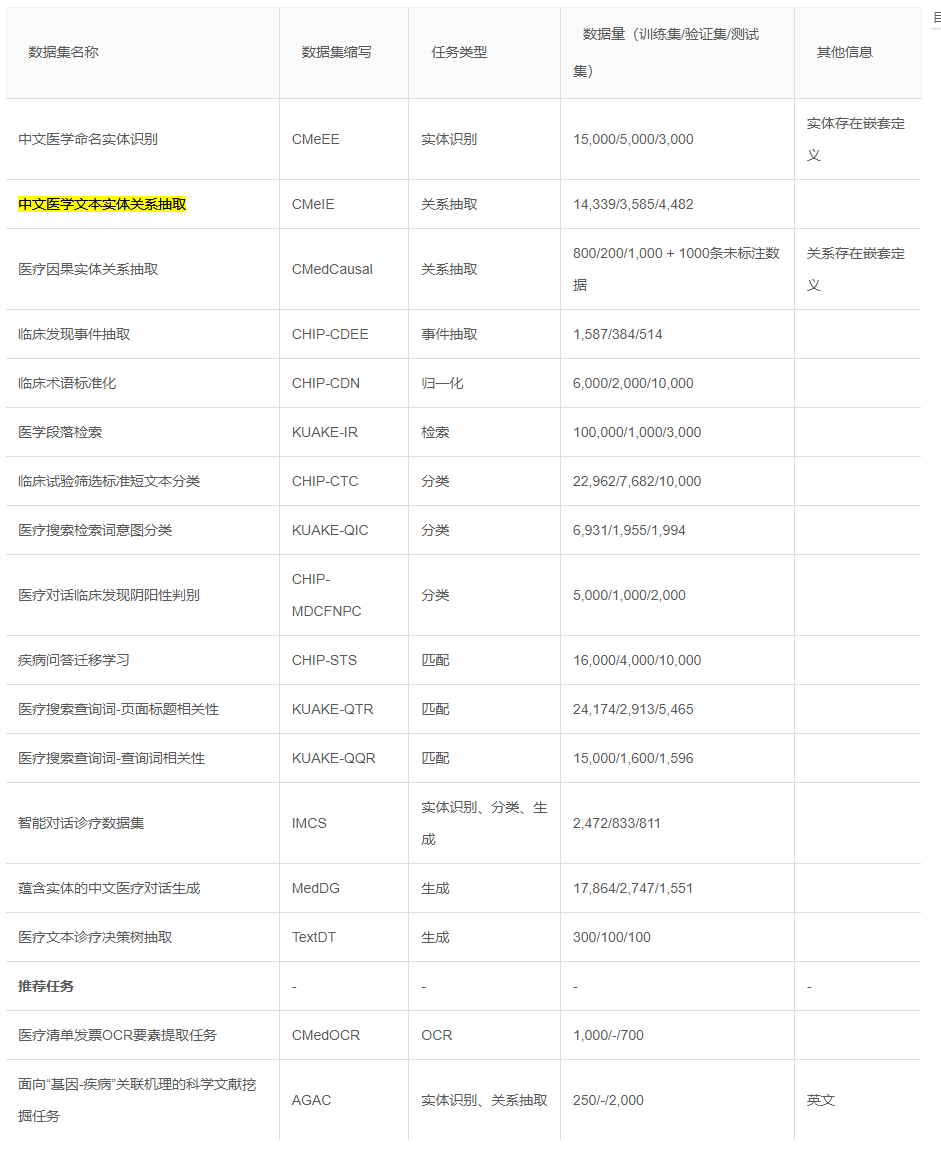 数据集名称 数据集缩写 任务类型 数据量（训练集/验证集/测试
集） 其他信息
目
中文医学命名实体识别 CMeEE 实体识别 15,000/5,000/3,000 实体存在嵌套定
义
中文医学文本实体关系抽取 CMeIE 关系抽取 14,339/3,585/4,482
医疗因果实体关系抽取 CMedCausal 关系抽取 800/200/1,000 + 1000条未标注数
据 关系存在嵌套定
义
临床发现事件抽取 CHIP-CDEE 事件抽取 1,587/384/514
临床术语标准化 CHIP-CDN 归一化 6,000/2,000/10,000
医学段落检索 KUAKE-IR 检索 100,000/1,000/3,000
临床试验筛选标准短文本分类 CHIP-CTC 分类 22,962/7,682/10,000
医疗搜索检索词意图分类 KUAKE-QIC 分类 6,931/1,955/1,994
医疗对话临床发现阴阳性判别 CHIP-
MDCFNPC 分类 5,000/1,000/2,000
疾病问答迁移学习 CHIP-STS 匹配 16,000/4,000/10,000
医疗搜索查询词-页面标题相关性 KUAKE-QTR 匹配 24,174/2,913/5,465
医疗搜索查询词-查询词相关性 KUAKE-QQR 匹配 15,000/1,600/1,596
智能对话诊疗数据集 IMCS 实体识别、分类、生
成 2,472/833/811
蕴含实体的中文医疗对话生成 MedDG 生成 17,864/2,747/1,551
医疗文本诊疗决策树抽取 TextDT 生成 300/100/100
推荐任务 - - - -
医疗清单发票OCR要素提取任务 CMedOCR OCR 1,000/-/700
面向“基因-疾病”关联机理的科学文献挖
掘任务 AGAC 实体识别、关系抽取 250/-/2,000 英文